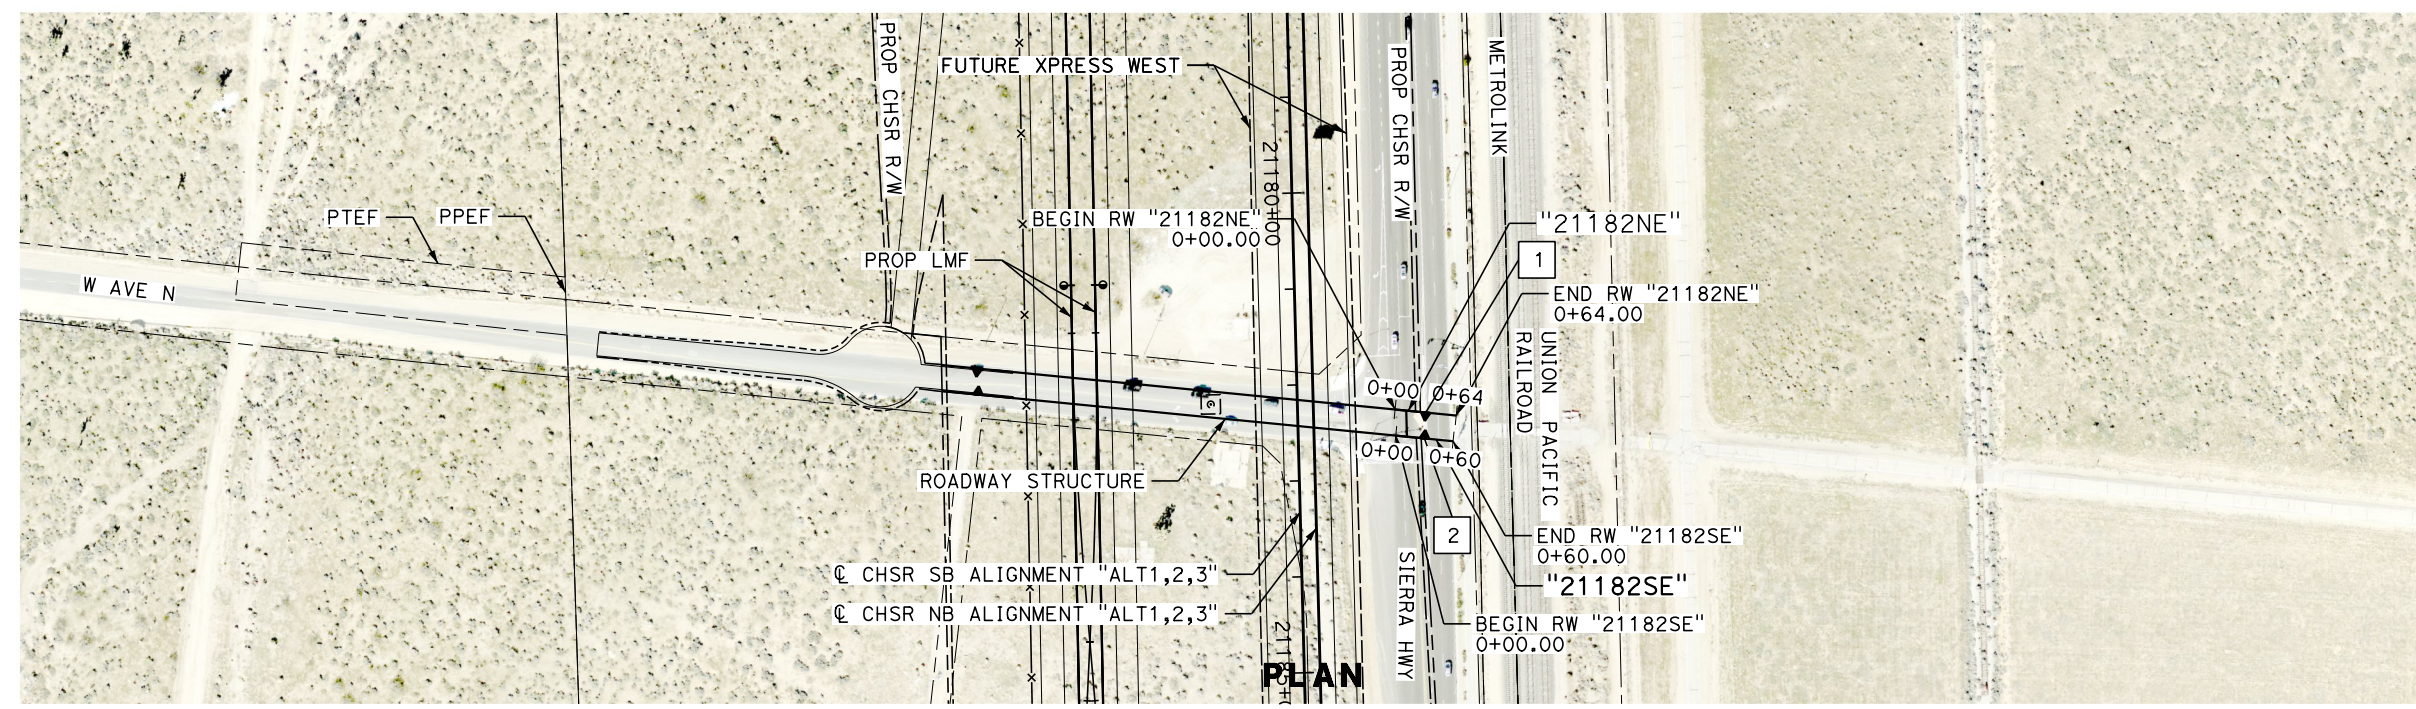 PROP CHSR R/W
FUTURE XPRESS WEST
PROP CHSR R/W
METROLINK
21180+00
PTEF
PPEF
BEGIN RW "21182NE"
0+00.00
"21182NE"
1
PROP LMF
END RW "21182NE"
0+64.00
W AVE N
UNION PACIFIC
RAILROAD
0+00
0+64
0+00
0+60
ROADWAY STRUCTURE
2
END RW "21182SE"
0+60.00
℄ CHSR SB ALIGNMENT "ALT1,2,3"
"21182SE"
℄ CHSR NB ALIGNMENT "ALT1,2,3"
SIERRA HWY
BEGIN RW "21182SE"
0+00.00
PLAN